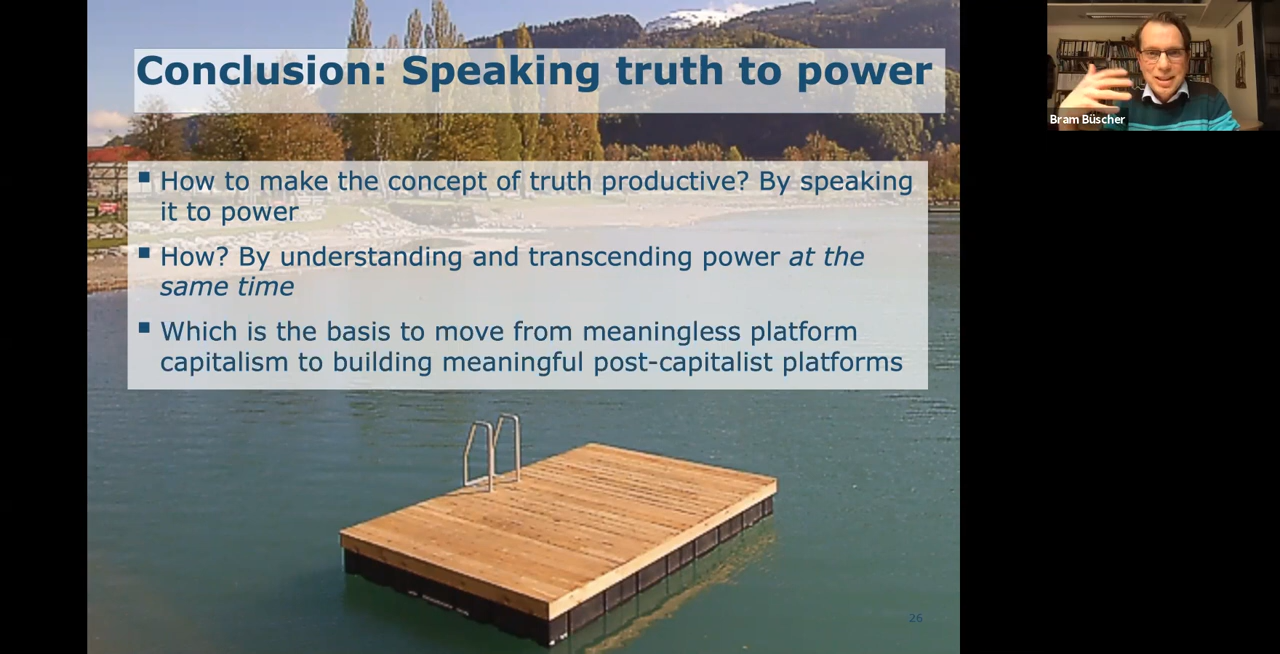 Conclusion: Speaking truth to power
Bram Büscher
▪ How to make the concept of truth productive? By speaking
it to power
▪ How? By understanding and transcending power at the
same time
▪ Which is the basis to move from meaningless platform
capitalism to building meaningful post-capitalist platforms
26